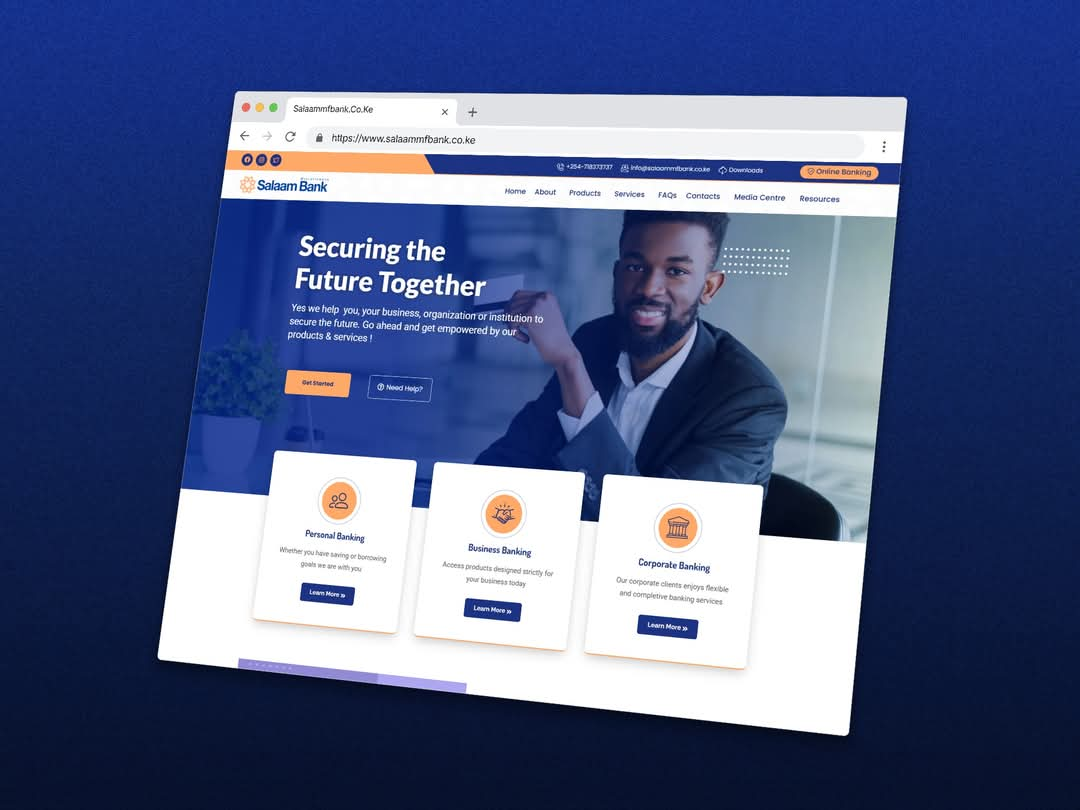 Salaammfbank.Co.Ke
https://www.salaammfbank.co.ke
+254-718373737
info@salaammfbank.co.ke
Downloads
Online Banking
Salaam Bank
Home About Products Services FAQs Contacts Media Centre Resources
Securing the
Future Together
Yes we help you, your business, organization or institution to
secure the future. Go ahead and get empowered by our
products & services !
Get Started
Need Help?
Personal Banking
Whether you have saving or borrowing
goals we are with you
Learn More »
Business Banking
Access products designed strictly for
your business today
Learn More »
Corporate Banking
Our corporate clients enjoys flexible
and completive banking services
Learn More »